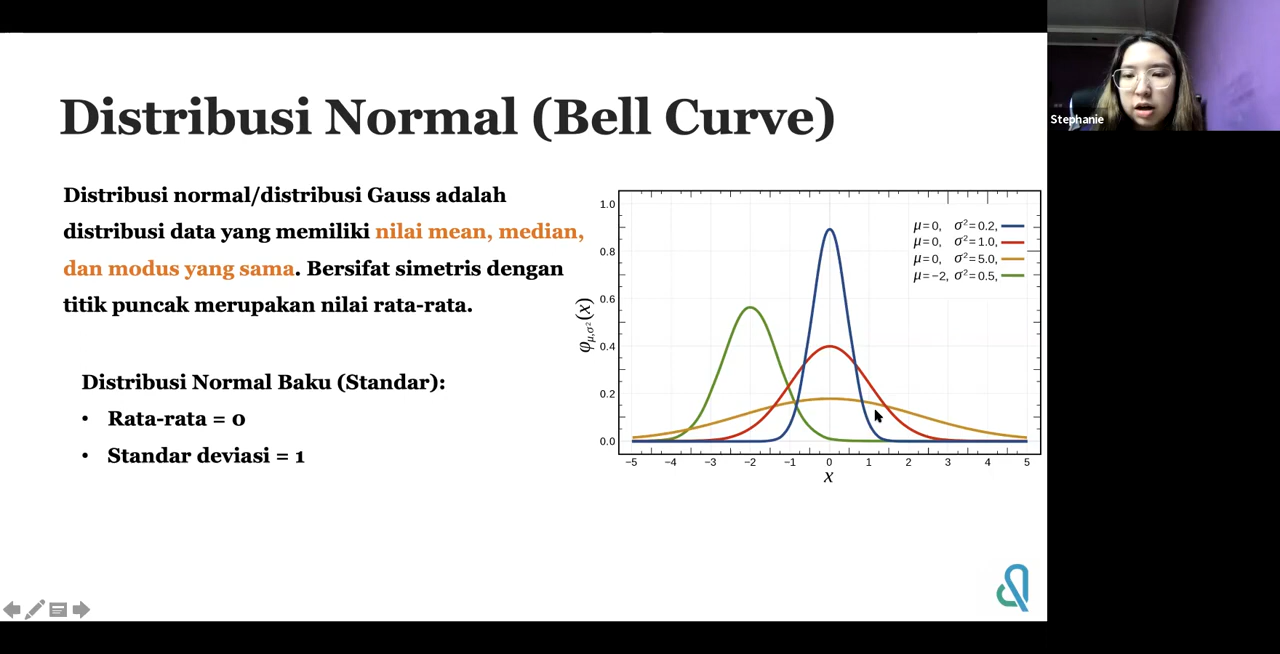 Distribusi Normal (Bell Curve)
Stephanie
Distribusi normal/distribusi Gauss adalah
distribusi data yang memiliki nilai mean, median,
dan modus yang sama. Bersifat simetris dengan
titik puncak merupakan nilai rata-rata.
Distribusi Normal Baku (Standar):
• Rata-rata = 0
• Standar deviasi = 1
φμ,σ²(x)
1.0
0.8
0.6
0.4
0.2
0.0
μ=0, σ²=0.2,
μ=0, σ²=1.0,
μ=0, σ²=5.0,
μ=−2, σ²=0.5,
−5 −4 −3 −2 −1 0 1 2 3 4 5
x